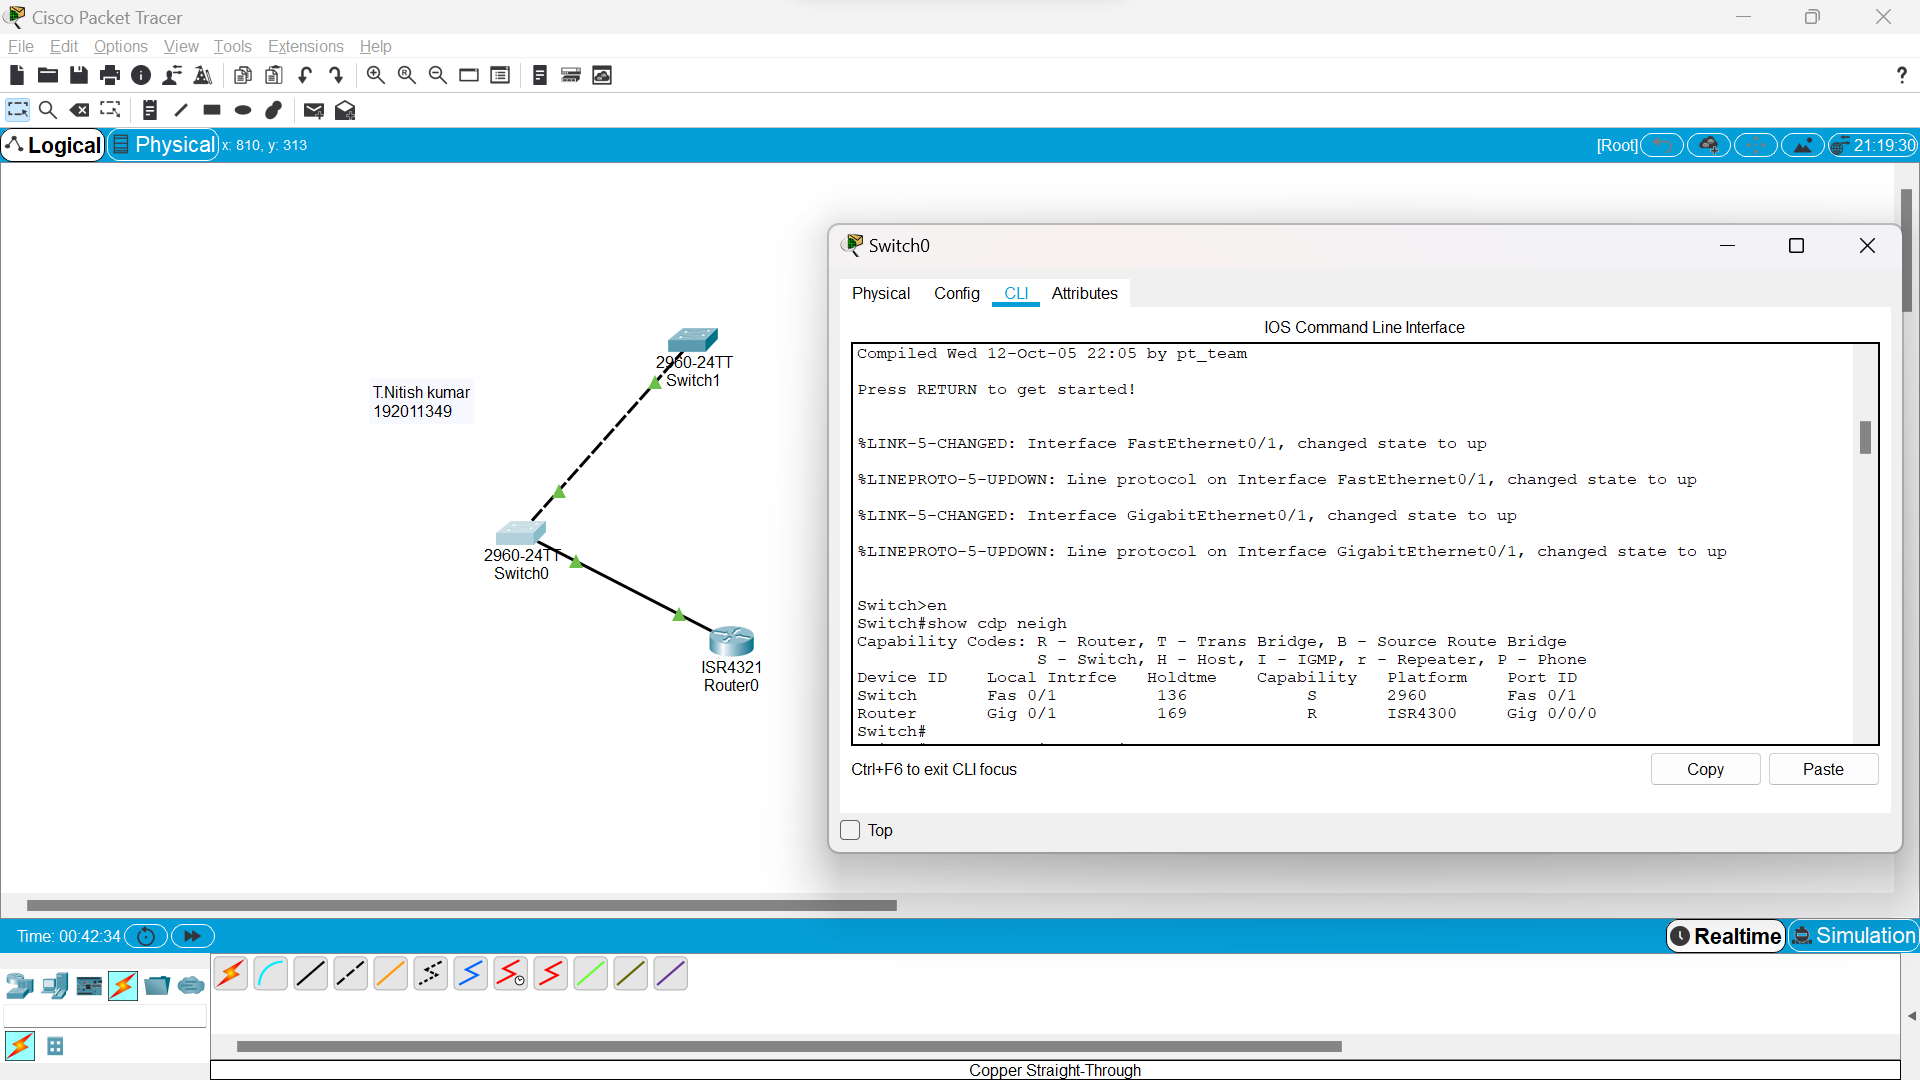 Cisco Packet Tracer
File Edit Options View Tools Extensions Help
?
Logical Physical x: 810, y: 313 [Root] 21:19:30
Switch0
Physical Config CLI Attributes
IOS Command Line Interface
Compiled Wed 12-Oct-05 22:05 by pt_team
Press RETURN to get started!
%LINK-5-CHANGED: Interface FastEthernet0/1, changed state to up
%LINEPROTO-5-UPDOWN: Line protocol on Interface FastEthernet0/1, changed state to up
%LINK-5-CHANGED: Interface GigabitEthernet0/1, changed state to up
%LINEPROTO-5-UPDOWN: Line protocol on Interface GigabitEthernet0/1, changed state to up
Switch>en
Switch#show cdp neigh
Capability Codes: R - Router, T - Trans Bridge, B - Source Route Bridge
S - Switch, H - Host, I - IGMP, r - Repeater, P - Phone
Device ID Local Intrfce Holdtme Capability Platform Port ID
Switch Fas 0/1 136 S 2960 Fas 0/1
Router Gig 0/1 169 R ISR4300 Gig 0/0/0
Switch#
Ctrl+F6 to exit CLI focus
Copy Paste
Top
2960-24TT
Switch1
T.Nitish kumar
192011349
2960-24TT
Switch0
ISR4321
Router0
Time: 00:42:34
Realtime Simulation
Copper Straight-Through